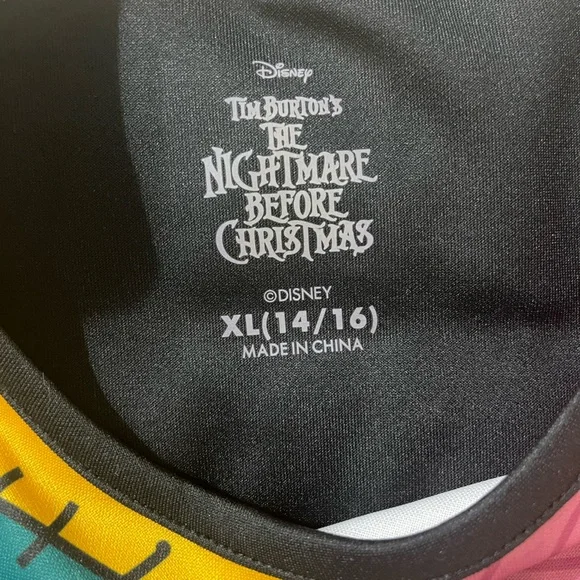 Disney
TIM BURTON'S
THE
NIGHTMARE
BEFORE
CHRISTMAS
©DISNEY
XL(14/16)
MADE IN CHINA